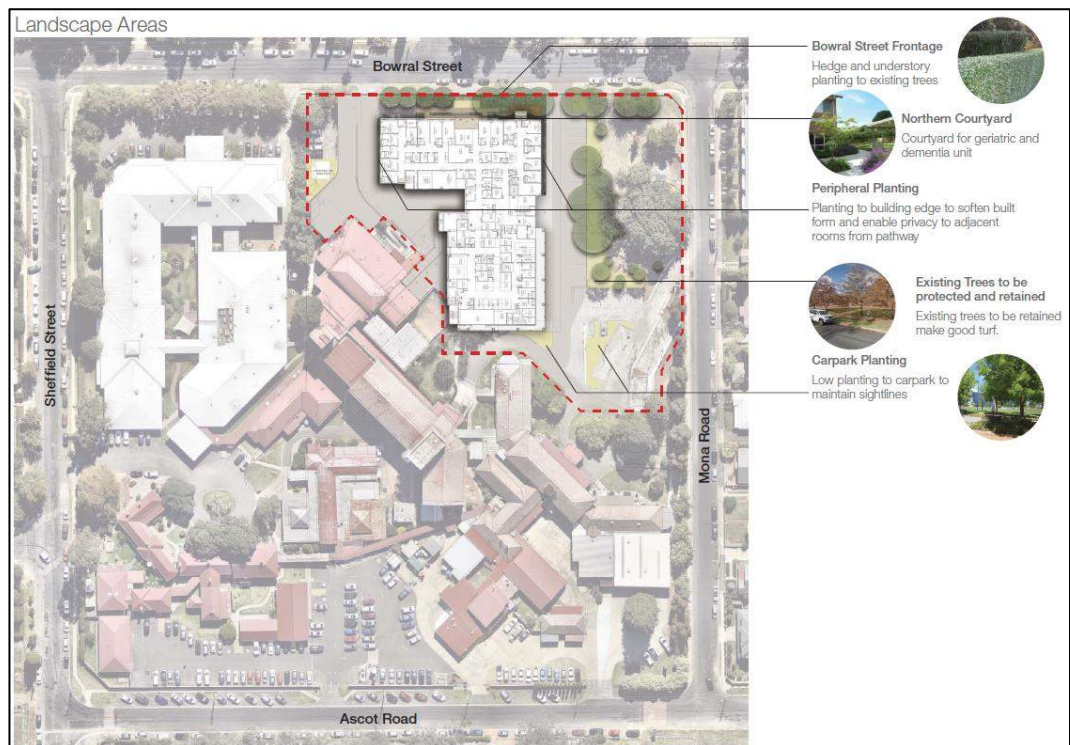 Landscape Areas
Bowral Street
Sheffield Street
Mona Road
Ascot Road
Bowral Street Frontage
Hedge and understory
planting to existing trees
Northern Courtyard
Courtyard for geriatric and
dementia unit
Peripheral Planting
Planting to building edge to soften built
form and enable privacy to adjacent
rooms from pathway
Existing Trees to be
protected and retained
Existing trees to be retained
make good turf.
Carpark Planting
Low planting to carpark to
maintain sightlines